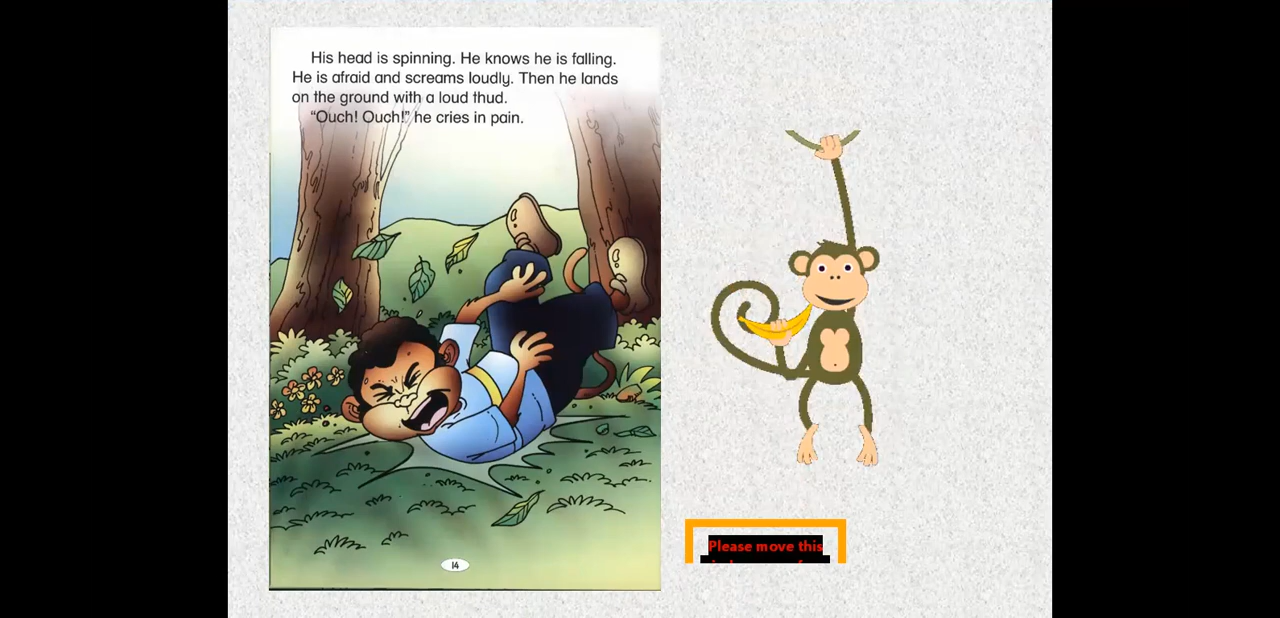 His head is spinning. He knows he is falling.
He is afraid and screams loudly. Then he lands
on the ground with a loud thud.
"Ouch! Ouch!" he cries in pain.
14
Please move this